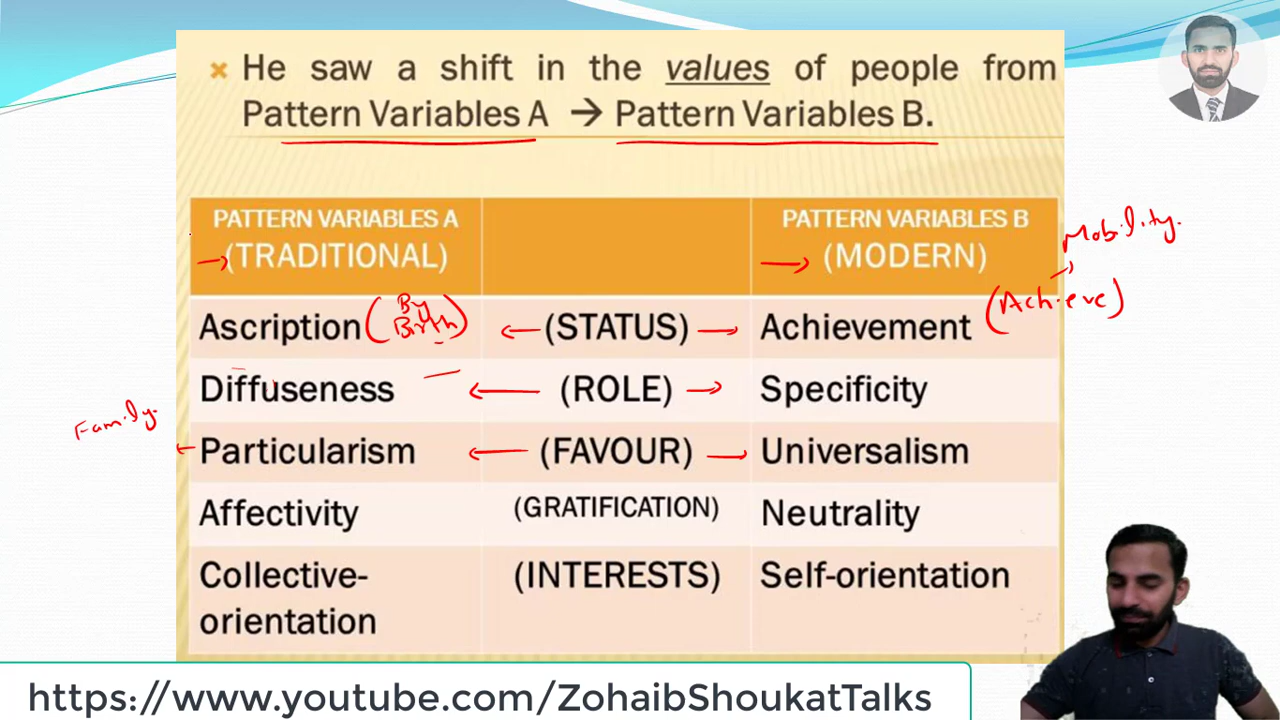 He saw a shift in the values of people from
Pattern Variables A → Pattern Variables B.
PATTERN VARIABLES A
(TRADITIONAL)
PATTERN VARIABLES B
(MODERN)
Mobility.
Ascription (By Birth)
(STATUS)
Achievement
(Achieve)
Diffuseness
(ROLE)
Specificity
Family.
Particularism
(FAVOUR)
Universalism
Affectivity
(GRATIFICATION)
Neutrality
Collective-
orientation
(INTERESTS)
Self-orientation
https://www.youtube.com/ZohaibShoukatTalks